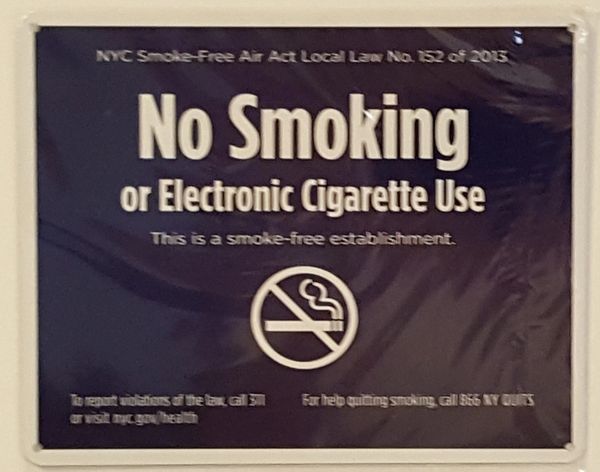 NYC Smoke-Free Air Act Local Law No. 152 of 2013
No Smoking
or Electronic Cigarette Use
This is a smoke-free establishment.
To report violations of the law, call 311
or visit nyc.gov/health
For help quitting smoking, call 866 NY QUITS